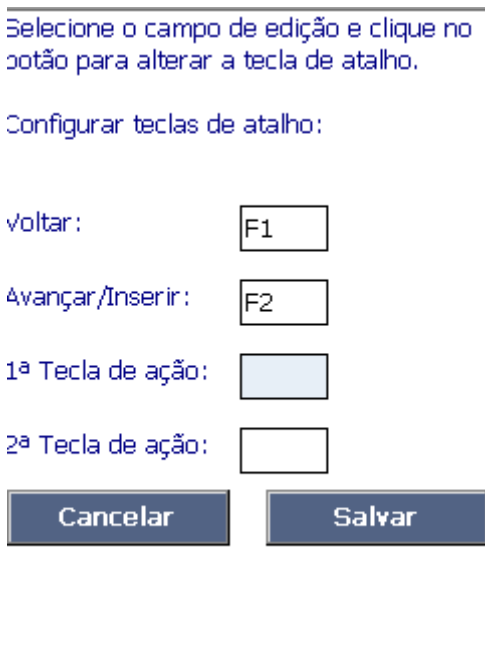 Selecione o campo de edição e clique no
botão para alterar a tecla de atalho.
Configurar teclas de atalho:
Voltar: F1
Avançar/Inserir: F2
1ª Tecla de ação:
2ª Tecla de ação:
Cancelar Salvar